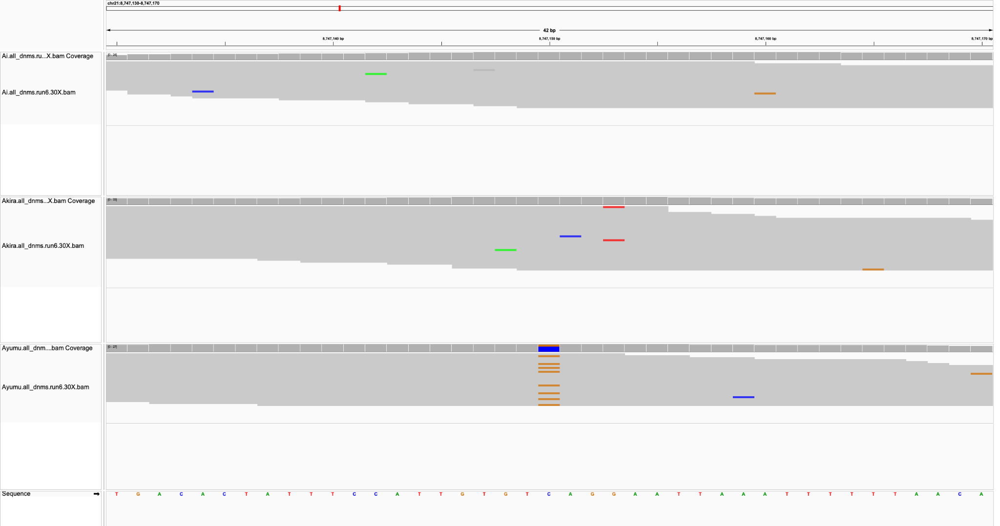 chr21:8,747,130-8,747,170
42 bp
8,747,140 bp 8,747,150 bp 8,747,160 bp 8,747,170 bp
Ai.all_dnms.ru...X.bam Coverage [0 - 24]
Ai.all_dnms.run6.30X.bam
Akira.all_dnms...X.bam Coverage [0 - 33]
Akira.all_dnms.run6.30X.bam
Ayumu.all_dnm....bam Coverage [0 - 27]
Ayumu.all_dnms.run6.30X.bam
Sequence T G A C A C T A T T T C C A T T G T G T C A G G A A T T A A A T T T T T T A A C A